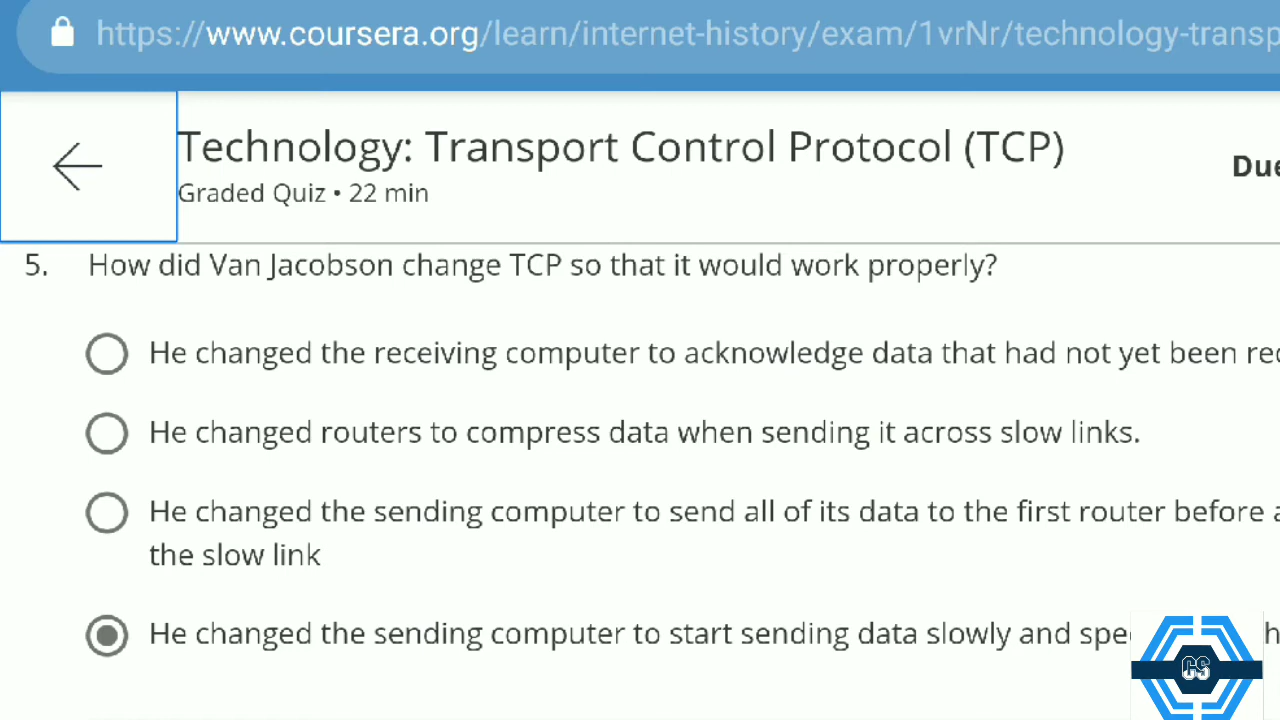 https://www.coursera.org/learn/internet-history/exam/1vrNr/technology-transp
Technology: Transport Control Protocol (TCP)
Due
Graded Quiz • 22 min
5. How did Van Jacobson change TCP so that it would work properly?
He changed the receiving computer to acknowledge data that had not yet been rec
He changed routers to compress data when sending it across slow links.
He changed the sending computer to send all of its data to the first router before a
the slow link
He changed the sending computer to start sending data slowly and spe
CS